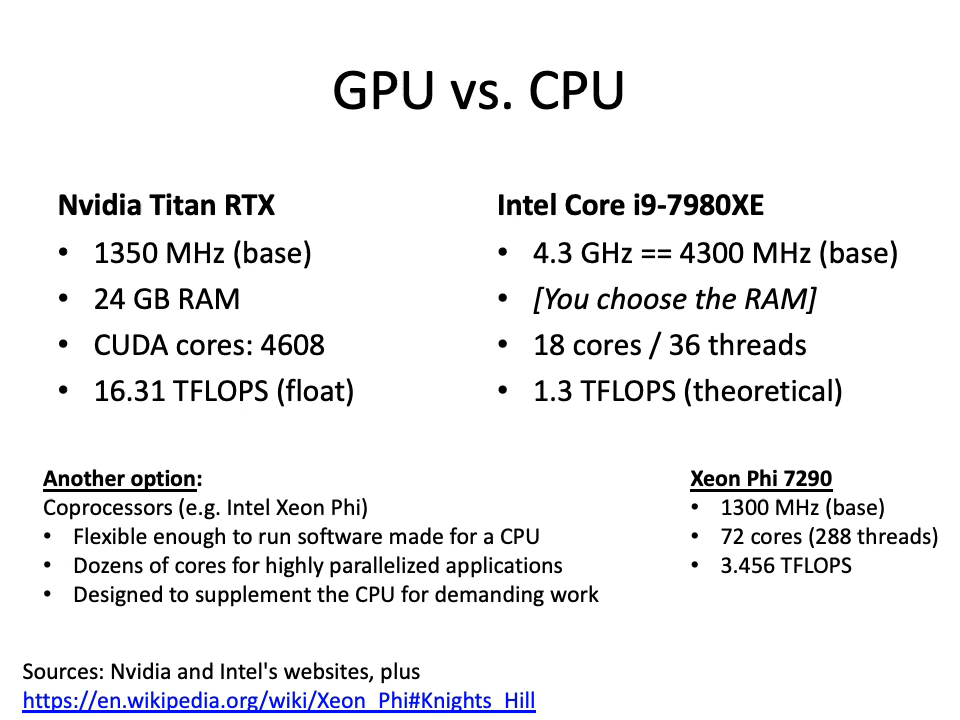 GPU vs. CPU
Nvidia Titan RTX
• 1350 MHz (base)
• 24 GB RAM
• CUDA cores: 4608
• 16.31 TFLOPS (float)
Intel Core i9-7980XE
• 4.3 GHz == 4300 MHz (base)
• [You choose the RAM]
• 18 cores / 36 threads
• 1.3 TFLOPS (theoretical)
Another option:
Coprocessors (e.g. Intel Xeon Phi)
• Flexible enough to run software made for a CPU
• Dozens of cores for highly parallelized applications
• Designed to supplement the CPU for demanding work
Xeon Phi 7290
• 1300 MHz (base)
• 72 cores (288 threads)
• 3.456 TFLOPS
Sources: Nvidia and Intel's websites, plus
https://en.wikipedia.org/wiki/Xeon_Phi#Knights_Hill